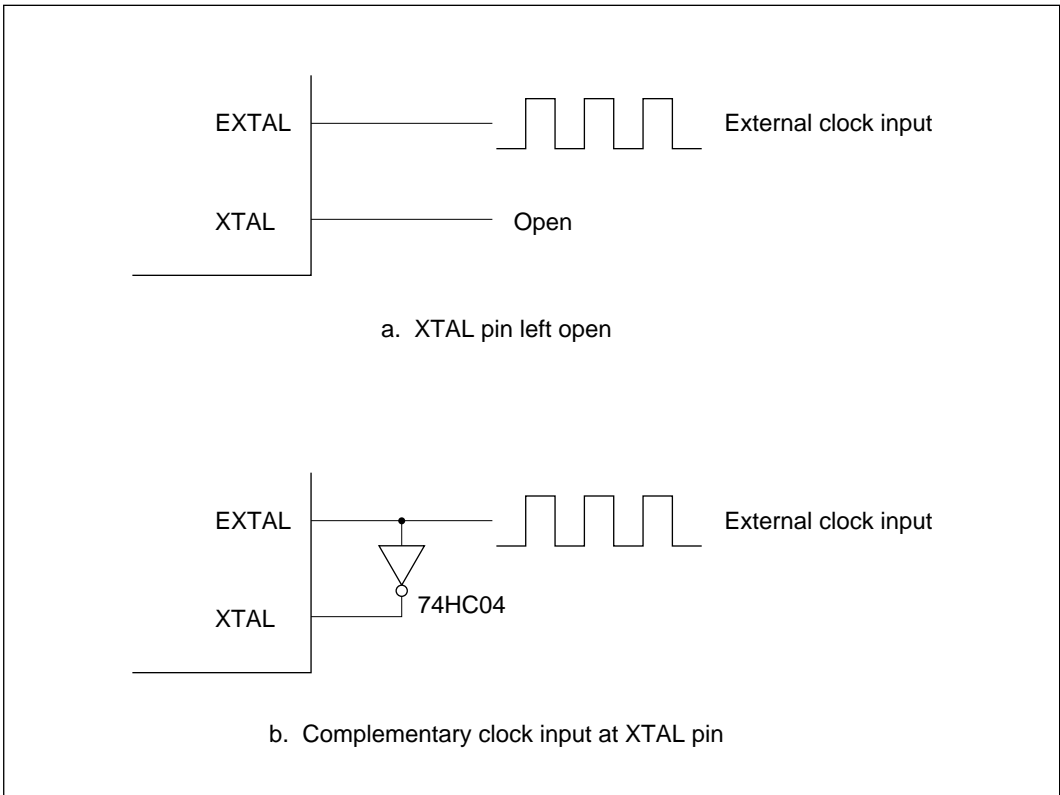 EXTAL
External clock input
XTAL
Open
a. XTAL pin left open
EXTAL
External clock input
74HC04
XTAL
b. Complementary clock input at XTAL pin